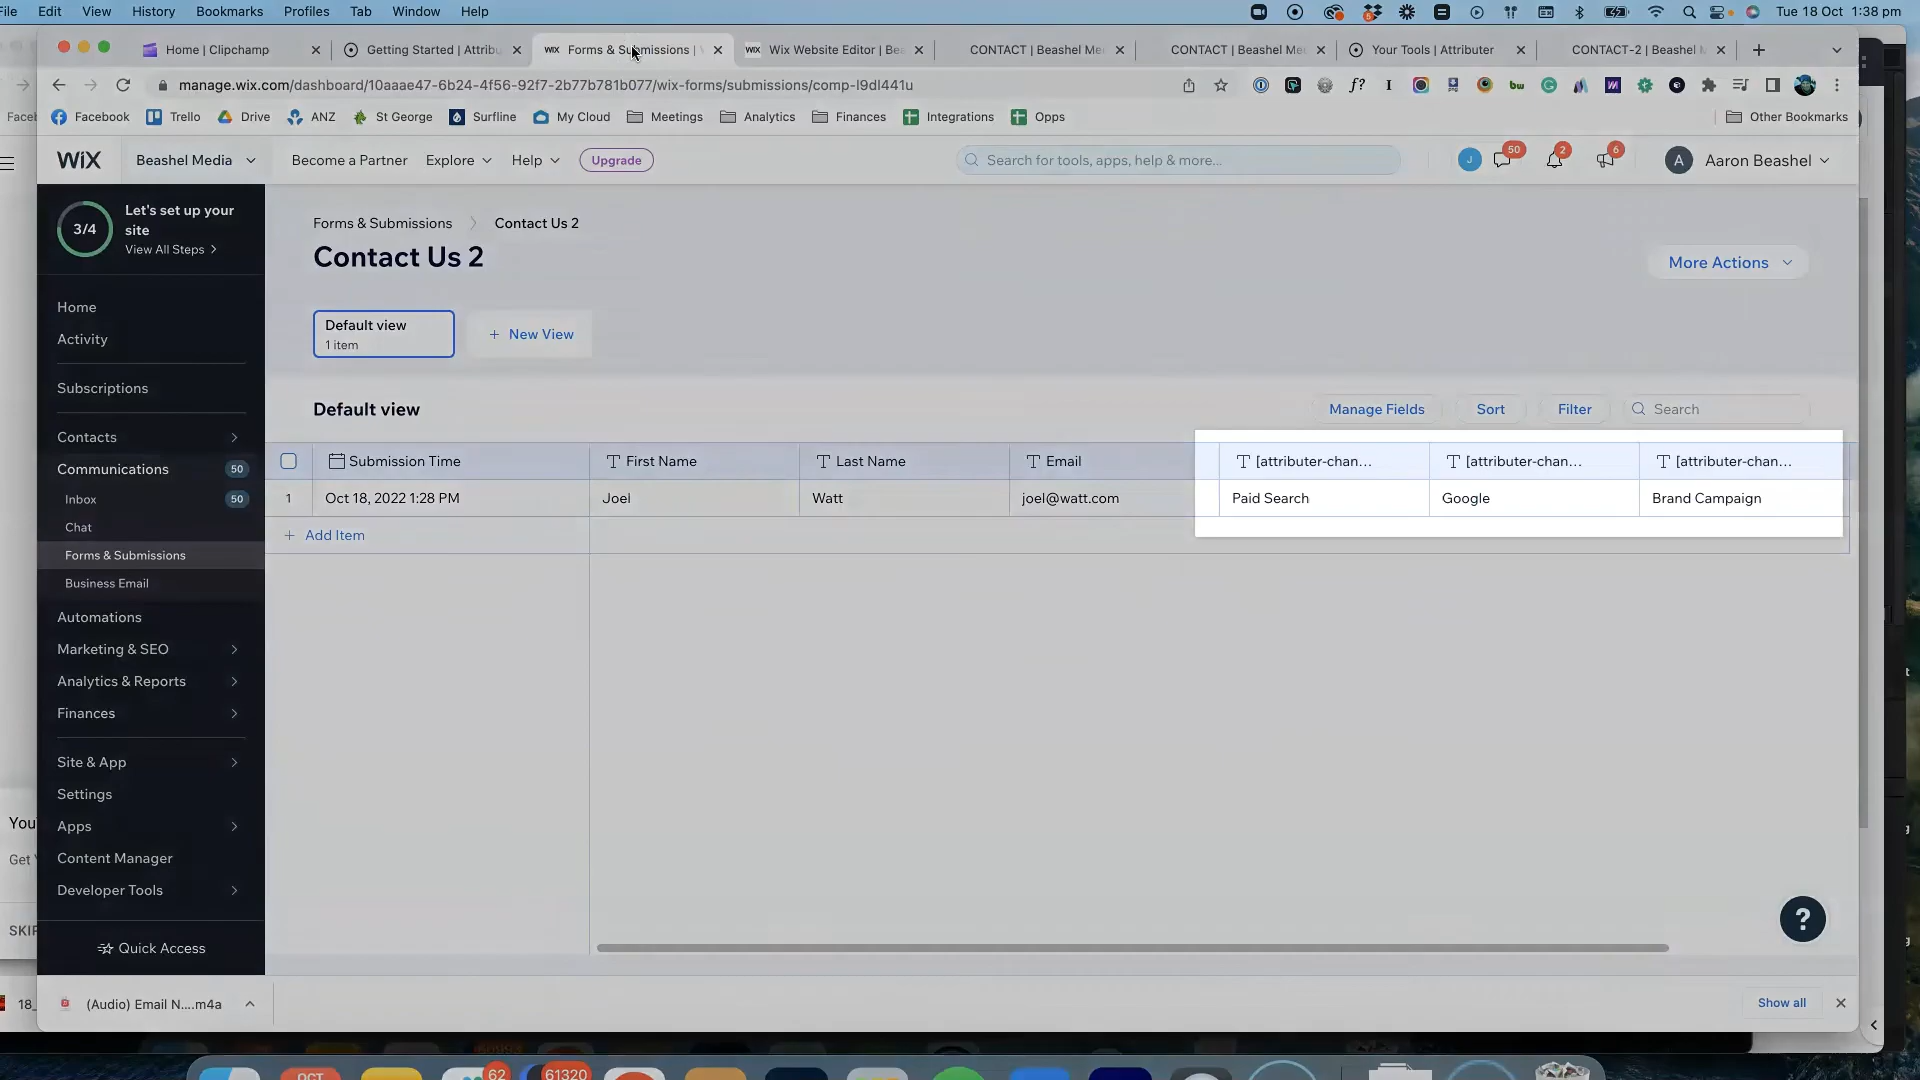 File Edit View History Bookmarks Profiles Tab Window Help Tue 18 Oct 1:38 pm
Home | Clipchamp Getting Started | Attribu Forms & Submissions | Wix Website Editor | Bea CONTACT | Beashel Me CONTACT | Beashel Me Your Tools | Attributer CONTACT-2 | Beashel M
manage.wix.com/dashboard/10aaae47-6b24-4f56-92f7-2b77b781b077/wix-forms/submissions/comp-l9dl441u
Facebook Trello Drive ANZ St George Surfline My Cloud Meetings Analytics Finances Integrations Opps Other Bookmarks
WiX Beashel Media Become a Partner Explore Help Upgrade Search for tools, apps, help & more... J 50 2 6 A Aaron Beashel
3/4 Let's set up your
site
View All Steps
Home
Activity
Subscriptions
Contacts
Communications 50
Inbox 50
Chat
Forms & Submissions
Business Email
Automations
Marketing & SEO
Analytics & Reports
Finances
Site & App
Settings
Apps
Content Manager
Developer Tools
Quick Access
Forms & Submissions Contact Us 2
Contact Us 2
More Actions
Default view
1 item
+ New View
Default view Manage Fields Sort Filter Search
Submission Time First Name Last Name Email [attributer-chan... [attributer-chan... [attributer-chan...
1 Oct 18, 2022 1:28 PM Joel Watt joel@watt.com Paid Search Google Brand Campaign
+ Add Item
?
You
Get
SKIP
18_ (Audio) Email N....m4a Show all
OCT 62 61320